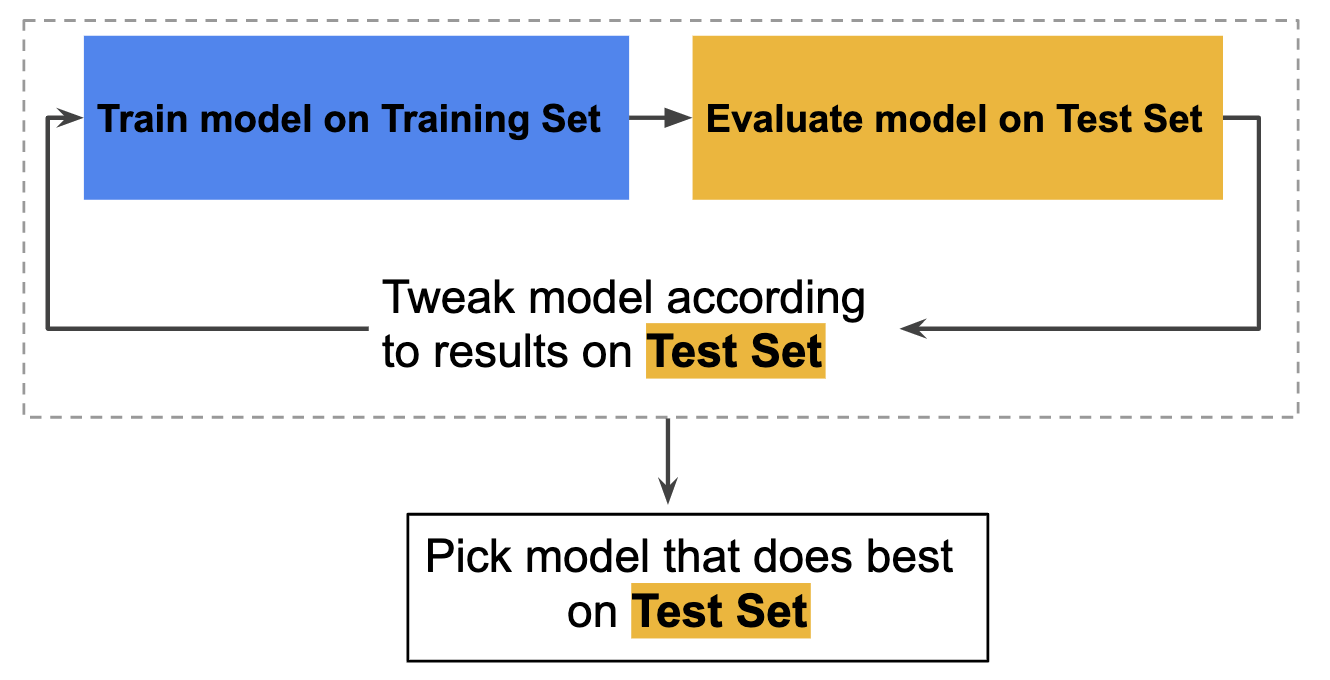 Train model on Training Set
Evaluate model on Test Set
Tweak model according
to results on Test Set
Pick model that does best
on Test Set